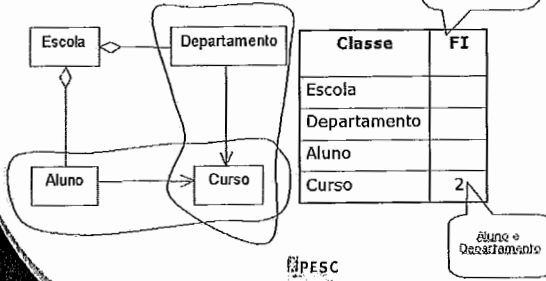 Escola
Departamento
Aluno
Curso
Classe FI
Escola
Departamento
Aluno
Curso 2
Aluno e
Departamento
PESC